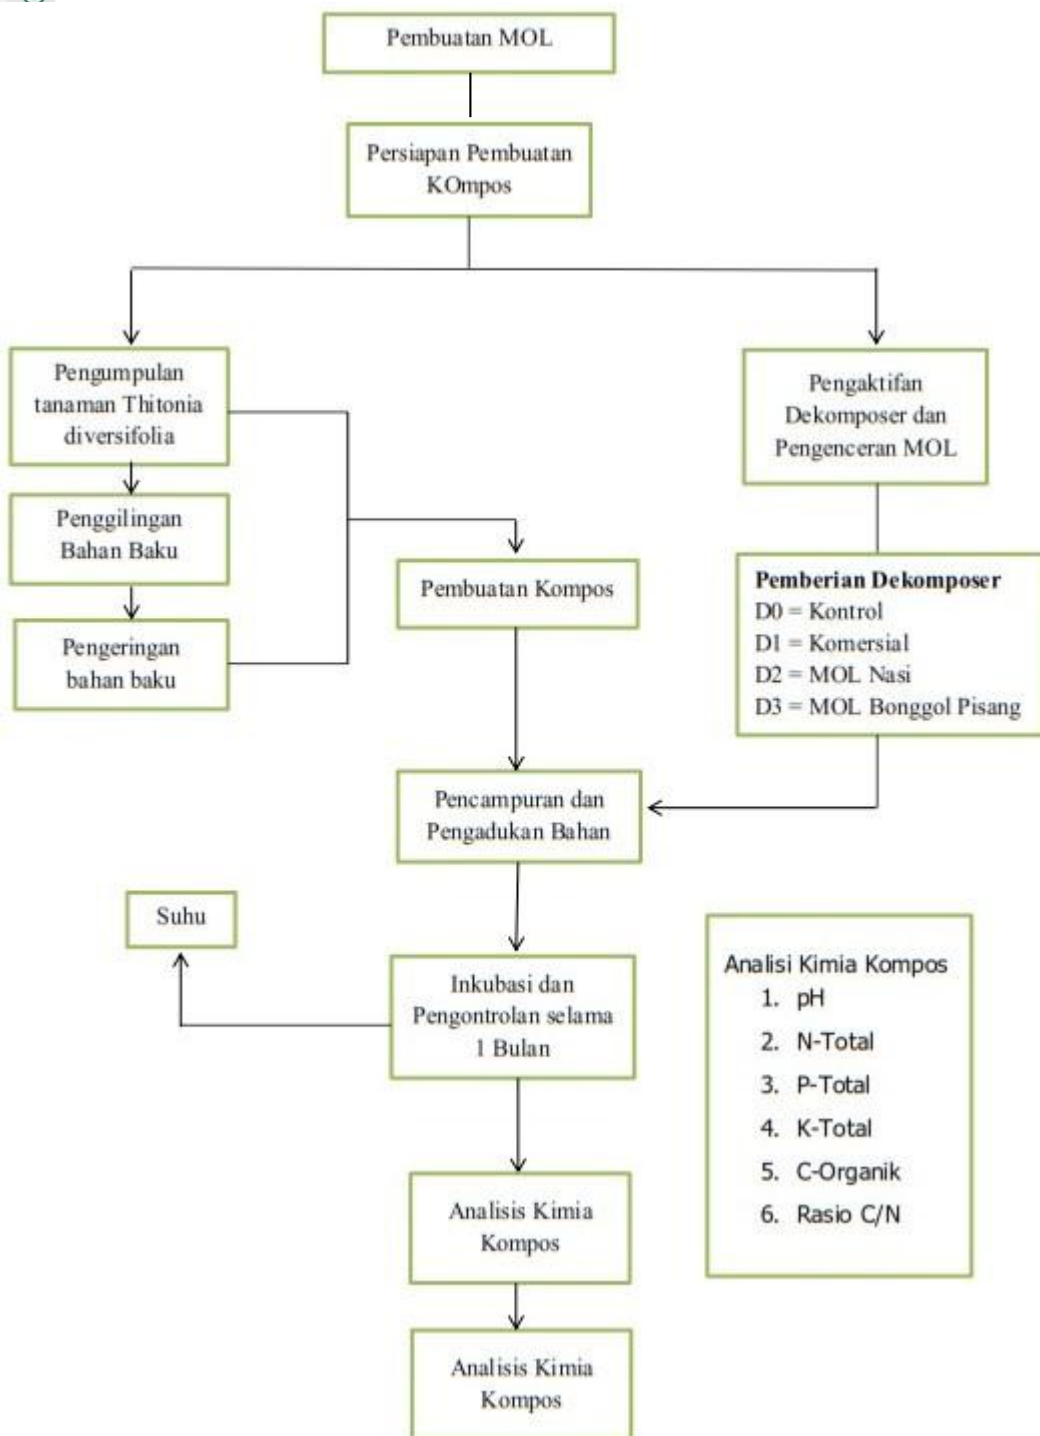 Pembuatan MOL
Persiapan Pembuatan
KOmpos
Pengumpulan
tanaman Thitonia
diversifolia
Pengaktifan
Dekomposer dan
Pengenceran MOL
Penggilingan
Bahan Baku
Pengeringan
bahan baku
Pembuatan Kompos
Pemberian Dekomposer
D0 = Kontrol
D1 = Komersial
D2 = MOL Nasi
D3 = MOL Bonggol Pisang
Pencampuran dan
Pengadukan Bahan
Suhu
Inkubasi dan
Pengontrolan selama
1 Bulan
Analisi Kimia Kompos
1. pH
2. N-Total
3. P-Total
4. K-Total
5. C-Organik
6. Rasio C/N
Analisis Kimia
Kompos
Analisis Kimia
Kompos